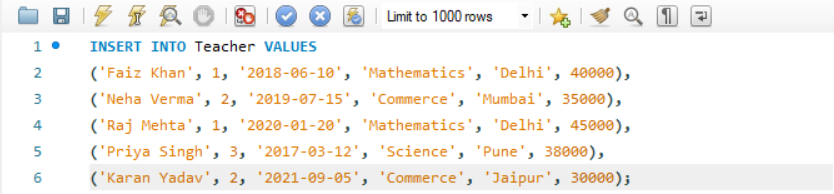 Limit to 1000 rows
1 INSERT INTO Teacher VALUES
2 ('Faiz Khan', 1, '2018-06-10', 'Mathematics', 'Delhi', 40000),
3 ('Neha Verma', 2, '2019-07-15', 'Commerce', 'Mumbai', 35000),
4 ('Raj Mehta', 1, '2020-01-20', 'Mathematics', 'Delhi', 45000),
5 ('Priya Singh', 3, '2017-03-12', 'Science', 'Pune', 38000),
6 ('Karan Yadav', 2, '2021-09-05', 'Commerce', 'Jaipur', 30000);